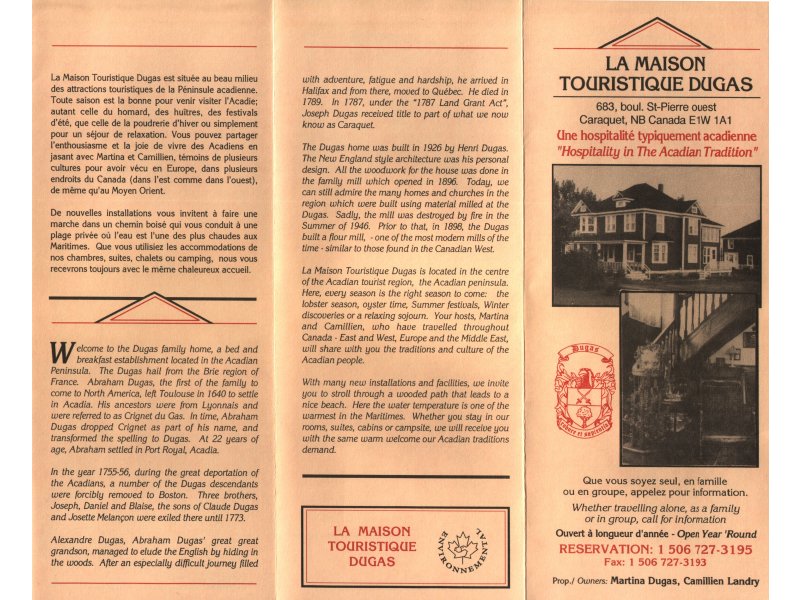 La Maison Touristique Dugas est située au beau milieu
des attractions touristiques de la Péninsule acadienne.
Toute saison est la bonne pour venir visiter l'Acadie;
autant celle du homard, des huîtres, des festivals
d'été, que celle de la poudrerie d'hiver ou simplement
pour un séjour de relaxation. Vous pouvez partager
l'enthousiasme et la joie de vivre des Acadiens en
jasant avec Martina et Camillien, témoins de plusieurs
cultures pour avoir vécu en Europe, dans plusieurs
endroits du Canada (dans l'est comme dans l'ouest),
de même qu'au Moyen Orient.
De nouvelles installations vous invitent à faire une
marche dans un chemin boisé qui vous conduit à une
plage privée où l'eau est l'une des plus chaudes aux
Maritimes. Que vous utilisiez les accommodations de
nos chambres, suites, chalets ou camping, nous vous
recevrons toujours avec le même chaleureux accueil.
Welcome to the Dugas family home, a bed and
breakfast establishment located in the Acadian
Peninsula. The Dugas hail from the Brie region of
France. Abraham Dugas, the first of the family to
come to North America, left Toulouse in 1640 to settle
in Acadia. His ancestors were from Lyonnais and
were referred to as Crignet du Gas. In time, Abraham
Dugas dropped Crignet as part of his name, and
transformed the spelling to Dugas. At 22 years of
age, Abraham settled in Port Royal, Acadia.
In the year 1755-56, during the great deportation of
the Acadians, a number of the Dugas descendants
were forcibly removed to Boston. Three brothers,
Joseph, Daniel and Blaise, the sons of Claude Dugas
and Josette Melançon were exiled there until 1773.
Alexandre Dugas, Abraham Dugas' great great
grandson, managed to elude the English by hiding in
the woods. After an especially difficult journey filled
with adventure, fatigue and hardship, he arrived in
Halifax and from there, moved to Québec. He died in
1789. In 1787, under the "1787 Land Grant Act",
Joseph Dugas received title to part of what we now
know as Caraquet.
The Dugas home was built in 1926 by Henri Dugas.
The New England style architecture was his personal
design. All the woodwork for the house was done in
the family mill which opened in 1896. Today, we
can still admire the many homes and churches in the
region which were built using material milled at the
Dugas. Sadly, the mill was destroyed by fire in the
Summer of 1946. Prior to that, in 1898, the Dugas
built a flour mill, - one of the most modern mills of the
time - similar to those found in the Canadian West.
La Maison Touristique Dugas is located in the centre
of the Acadian tourist region, the Acadian peninsula.
Here, every season is the right season to come: the
lobster season, oyster time, Summer festivals, Winter
discoveries or a relaxing sojourn. Your hosts, Martina
and Camillien, who have travelled throughout
Canada - East and West, Europe and the Middle East,
will share with you the traditions and culture of the
Acadian people.
With many new installations and facilities, we invite
you to stroll through a wooded path that leads to a
nice beach. Here the water temperature is one of the
warmest in the Maritimes. Whether you stay in our
rooms, suites, cabins or campsite, we will receive you
with the same warm welcome our Acadian traditions
demand.
LA MAISON
TOURISTIQUE
DUGAS
ENVIRONNEMENTAL
LA MAISON
TOURISTIQUE DUGAS
683, boul. St-Pierre ouest
Caraquet, NB Canada E1W 1A1
Une hospitalité typiquement acadienne
"Hospitality in The Acadian Tradition"
Dugas
Que vous soyez seul, en famille
ou en groupe, appelez pour information.
Whether travelling alone, as a family
or in group, call for information
Ouvert à longueur d'année - Open Year 'Round
RESERVATION: 1 506 727-3195
Fax: 1 506 727-3193
Prop./ Owners: Martina Dugas, Camillien Landry